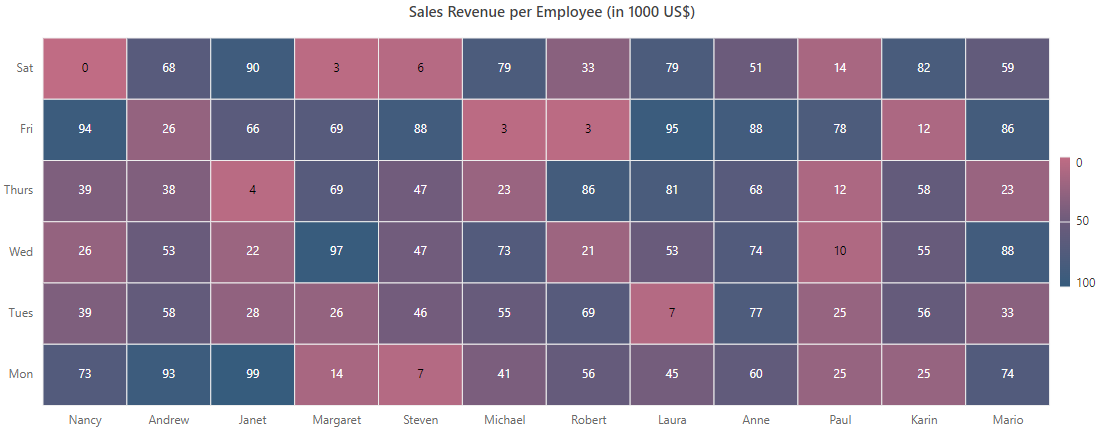 Sales Revenue per Employee (in 1000 US$)
Sat 0 68 90 3 6 79 33 79 51 14 82 59
Fri 94 26 66 69 88 3 3 95 88 78 12 86
0
Thurs 39 38 4 69 47 23 86 81 68 12 58 23
50
Wed 26 53 22 97 47 73 21 53 74 10 55 88
100
Tues 39 58 28 26 46 55 69 7 77 25 56 33
Mon 73 93 99 14 7 41 56 45 60 25 25 74
Nancy Andrew Janet Margaret Steven Michael Robert Laura Anne Paul Karin Mario